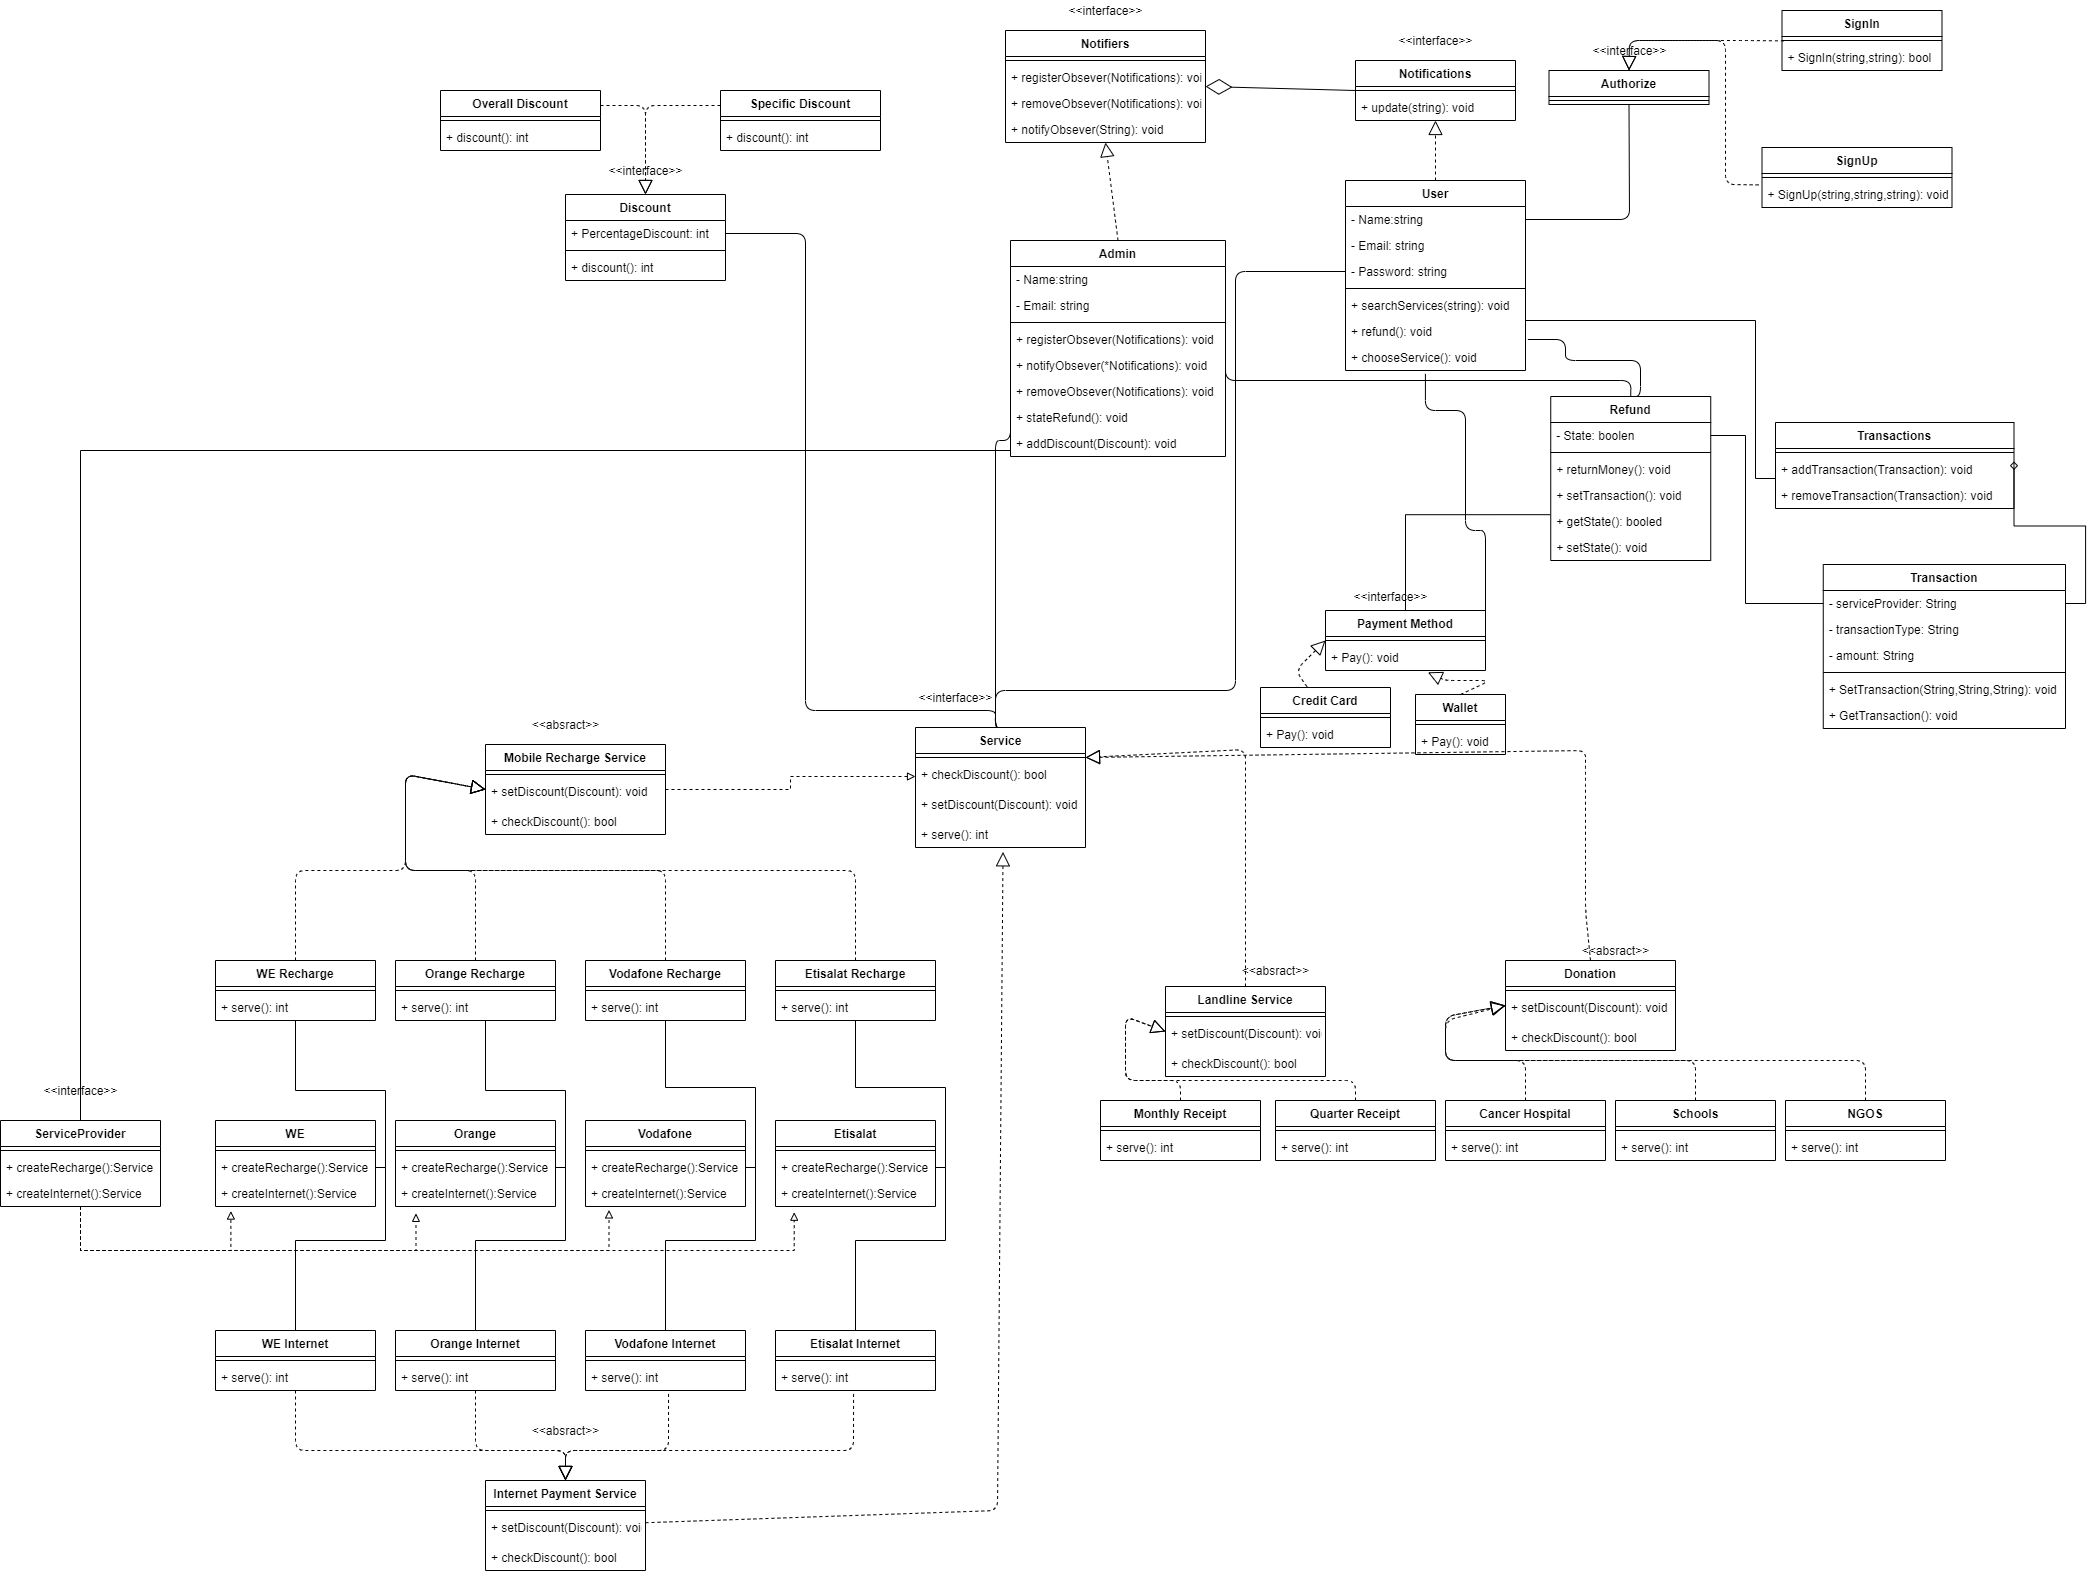 <<interface>>
Notifiers
+ registerObsever(Notifications): voi
+ removeObsever(Notifications): voi
+ notifyObsever(String): void
<<interface>>
Notifications
+ update(string): void
<<interface>>
Authorize
SignIn
+ SignIn(string,string): bool
SignUp
+ SignUp(string,string,string): void
Overall Discount
+ discount(): int
Specific Discount
+ discount(): int
<<interface>>
Discount
+ PercentageDiscount: int
+ discount(): int
Admin
- Name:string
- Email: string
+ registerObsever(Notifications): void
+ notifyObsever(*Notifications): void
+ removeObsever(Notifications): void
+ stateRefund(): void
+ addDiscount(Discount): void
User
- Name:string
- Email: string
- Password: string
+ searchServices(string): void
+ refund(): void
+ chooseService(): void
Refund
- State: boolen
+ returnMoney(): void
+ setTransaction(): void
+ getState(): booled
+ setState(): void
Transactions
+ addTransaction(Transaction): void
+ removeTransaction(Transaction): void
Transaction
- serviceProvider: String
- transactionType: String
- amount: String
+ SetTransaction(String,String,String): void
+ GetTransaction(): void
<<interface>>
Payment Method
+ Pay(): void
Credit Card
+ Pay(): void
Wallet
+ Pay(): void
<<interface>>
Service
+ checkDiscount(): bool
+ setDiscount(Discount): void
+ serve(): int
<<absract>>
Mobile Recharge Service
+ setDiscount(Discount): void
+ checkDiscount(): bool
WE Recharge
+ serve(): int
Orange Recharge
+ serve(): int
Vodafone Recharge
+ serve(): int
Etisalat Recharge
+ serve(): int
<<absract>>
Landline Service
+ setDiscount(Discount): voi
+ checkDiscount(): bool
<<absract>>
Donation
+ setDiscount(Discount): void
+ checkDiscount(): bool
Monthly Receipt
+ serve(): int
Quarter Receipt
+ serve(): int
Cancer Hospital
+ serve(): int
Schools
+ serve(): int
NGOS
+ serve(): int
<<interface>>
ServiceProvider
+ createRecharge():Service
+ createInternet():Service
WE
+ createRecharge():Service
+ createInternet():Service
Orange
+ createRecharge():Service
+ createInternet():Service
Vodafone
+ createRecharge():Service
+ createInternet():Service
Etisalat
+ createRecharge():Service
+ createInternet():Service
WE Internet
+ serve(): int
Orange Internet
+ serve(): int
Vodafone Internet
+ serve(): int
Etisalat Internet
+ serve(): int
<<absract>>
Internet Payment Service
+ setDiscount(Discount): voi
+ checkDiscount(): bool